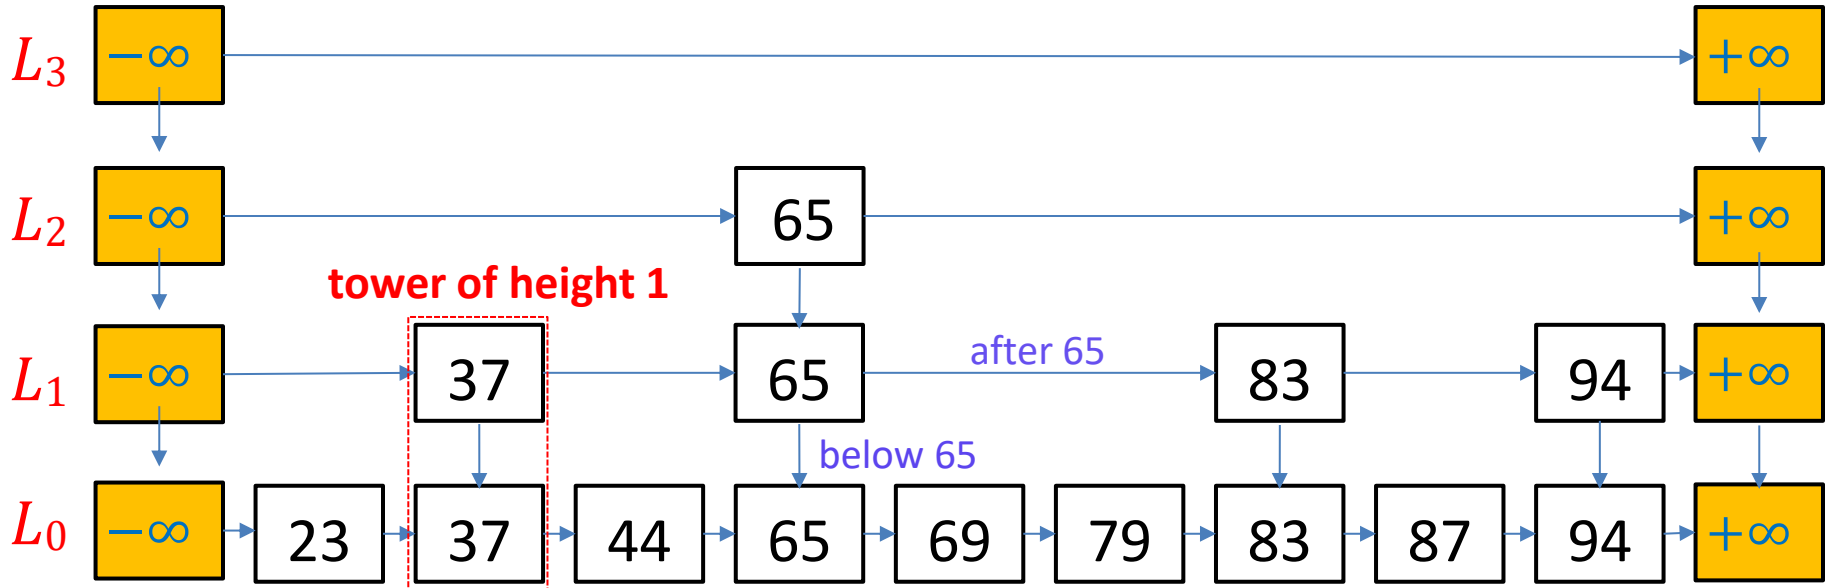 L₃ −∞ +∞
L₂ −∞ 65 +∞
tower of height 1
L₁ −∞ 37 65 after 65 83 94 +∞
below 65
L₀ −∞ 23 37 44 65 69 79 83 87 94 +∞